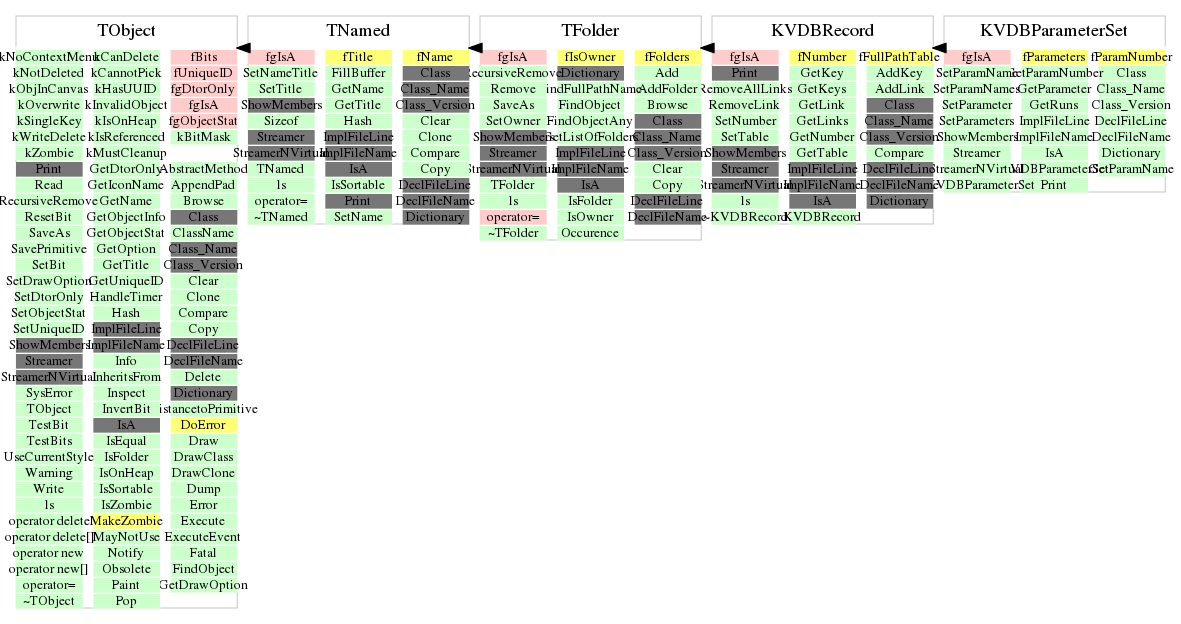 TObject
TNamed
TFolder
KVDBRecord
KVDBParameterSet
kNoContextMenu kCanDelete fBits
kNotDeleted kCannotPick fUniqueID
kObjInCanvas kHasUUID fgDtorOnly
kOverwrite kInvalidObject fgIsA
kSingleKey kIsOnHeap fgObjectStat
kWriteDelete kIsReferenced kBitMask
kZombie kMustCleanup
Print GetDtorOnly AbstractMethod
Read GetIconName AppendPad
RecursiveRemove GetName Browse
ResetBit GetObjectInfo Class
SaveAs GetObjectStat ClassName
SavePrimitive GetOption Class_Name
SetBit GetTitle Class_Version
SetDrawOption GetUniqueID Clear
SetDtorOnly HandleTimer Clone
SetObjectStat Hash Compare
SetUniqueID ImplFileLine Copy
ShowMembers ImplFileName DeclFileLine
Streamer Info DeclFileName
StreamerNVirtual InheritsFrom Delete
SysError Inspect Dictionary
TObject InvertBit istancetoPrimitive
TestBit IsA DoError
TestBits IsEqual Draw
UseCurrentStyle IsFolder DrawClass
Warning IsOnHeap DrawClone
Write IsSortable Dump
ls IsZombie Error
operator delete MakeZombie Execute
operator delete[] MayNotUse ExecuteEvent
operator new Notify Fatal
operator new[] Obsolete FindObject
operator= Paint GetDrawOption
~TObject Pop
fgIsA fTitle fName
SetNameTitle FillBuffer Class
SetTitle GetName Class_Name
ShowMembers GetTitle Class_Version
Sizeof Hash Clear
Streamer ImplFileLine Clone
StreamerNVirtual ImplFileName Compare
TNamed IsA Copy
ls IsSortable DeclFileLine
operator= Print DeclFileName
~TNamed SetName Dictionary
fgIsA fIsOwner fFolders
RecursiveRemove Dictionary Add
Remove indFullPathName AddFolder
SaveAs FindObject Browse
SetOwner FindObjectAny Class
ShowMembers GetListOfFolders Class_Name
Streamer ImplFileLine Class_Version
StreamerNVirtual ImplFileName Clear
TFolder IsA Copy
ls IsFolder DeclFileLine
operator= IsOwner DeclFileName
~TFolder Occurence
fgIsA fNumber fFullPathTable
Print GetKey AddKey
RemoveAllLinks GetKeys AddLink
RemoveLink GetLink Class
SetNumber GetLinks Class_Name
SetTable GetNumber Class_Version
ShowMembers GetTable Compare
Streamer ImplFileLine DeclFileLine
StreamerNVirtual ImplFileName DeclFileName
ls IsA Dictionary
~KVDBRecord KVDBRecord
fgIsA fParameters fParamNumber
SetParamName GetParamNumber Class
SetParamNames GetParameter Class_Name
SetParameter GetRuns Class_Version
SetParameters ImplFileLine DeclFileLine
ShowMembers ImplFileName DeclFileName
Streamer IsA Dictionary
StreamerNVirtual KVDBParameterSet GetParamName
KVDBParameterSet Print